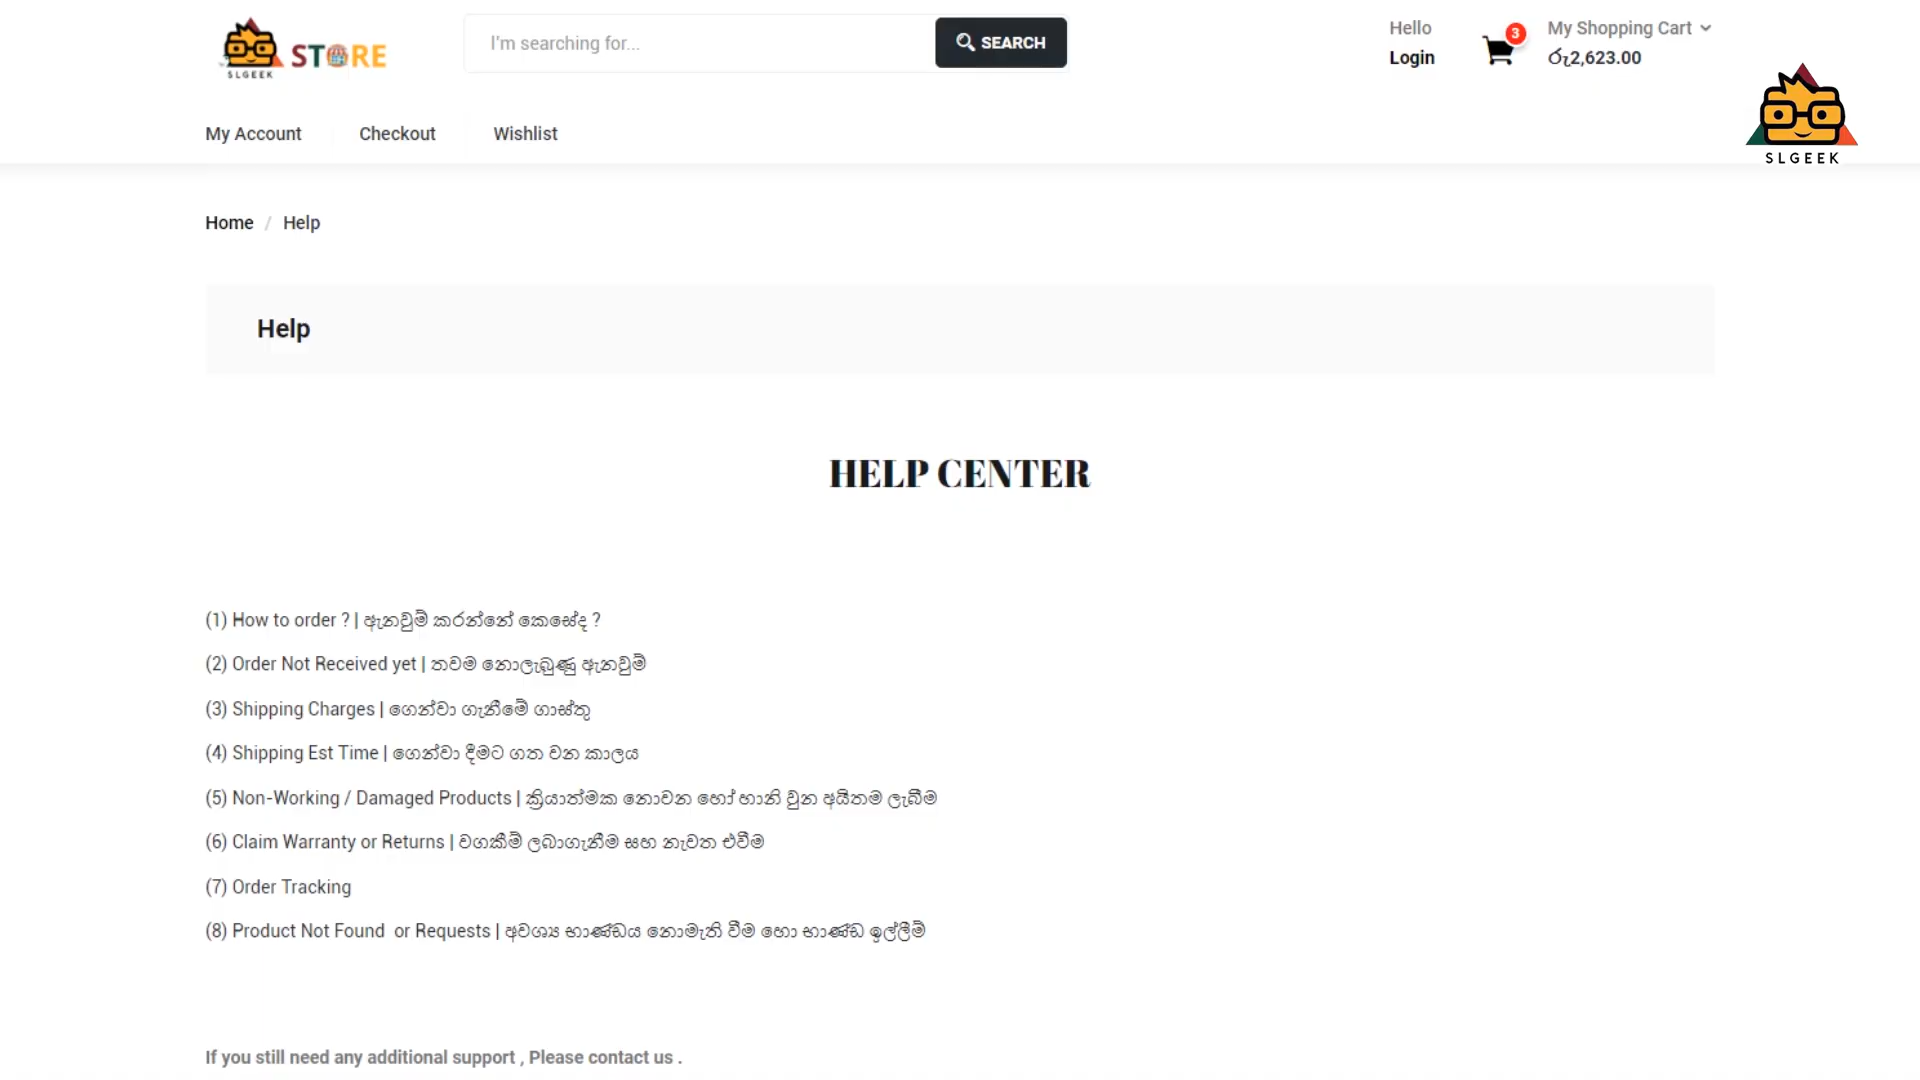 SLGEEK
STORE
I'm searching for...
SEARCH
Hello
Login
3
My Shopping Cart
රු2,623.00
SLGEEK
My Account
Checkout
Wishlist
Home / Help
Help
HELP CENTER
(1) How to order ? | ඇනවුම් කරන්නේ කෙසේද ?
(2) Order Not Received yet | තවම නොලැබුණු ඇනවුම්
(3) Shipping Charges | ගෙන්වා ගැනීමේ ගාස්තු
(4) Shipping Est Time | ගෙන්වා දීමට ගත වන කාලය
(5) Non-Working / Damaged Products | ක්‍රියාත්මක නොවන හෝ හානි වුන අයිතම ලැබීම
(6) Claim Warranty or Returns | වගකීම් ලබාගැනීම සහ නැවත එවීම
(7) Order Tracking
(8) Product Not Found or Requests | අවශ්‍ය භාණ්ඩය නොමැති වීම හො භාණ්ඩ ඉල්ලීම්
If you still need any additional support , Please contact us .